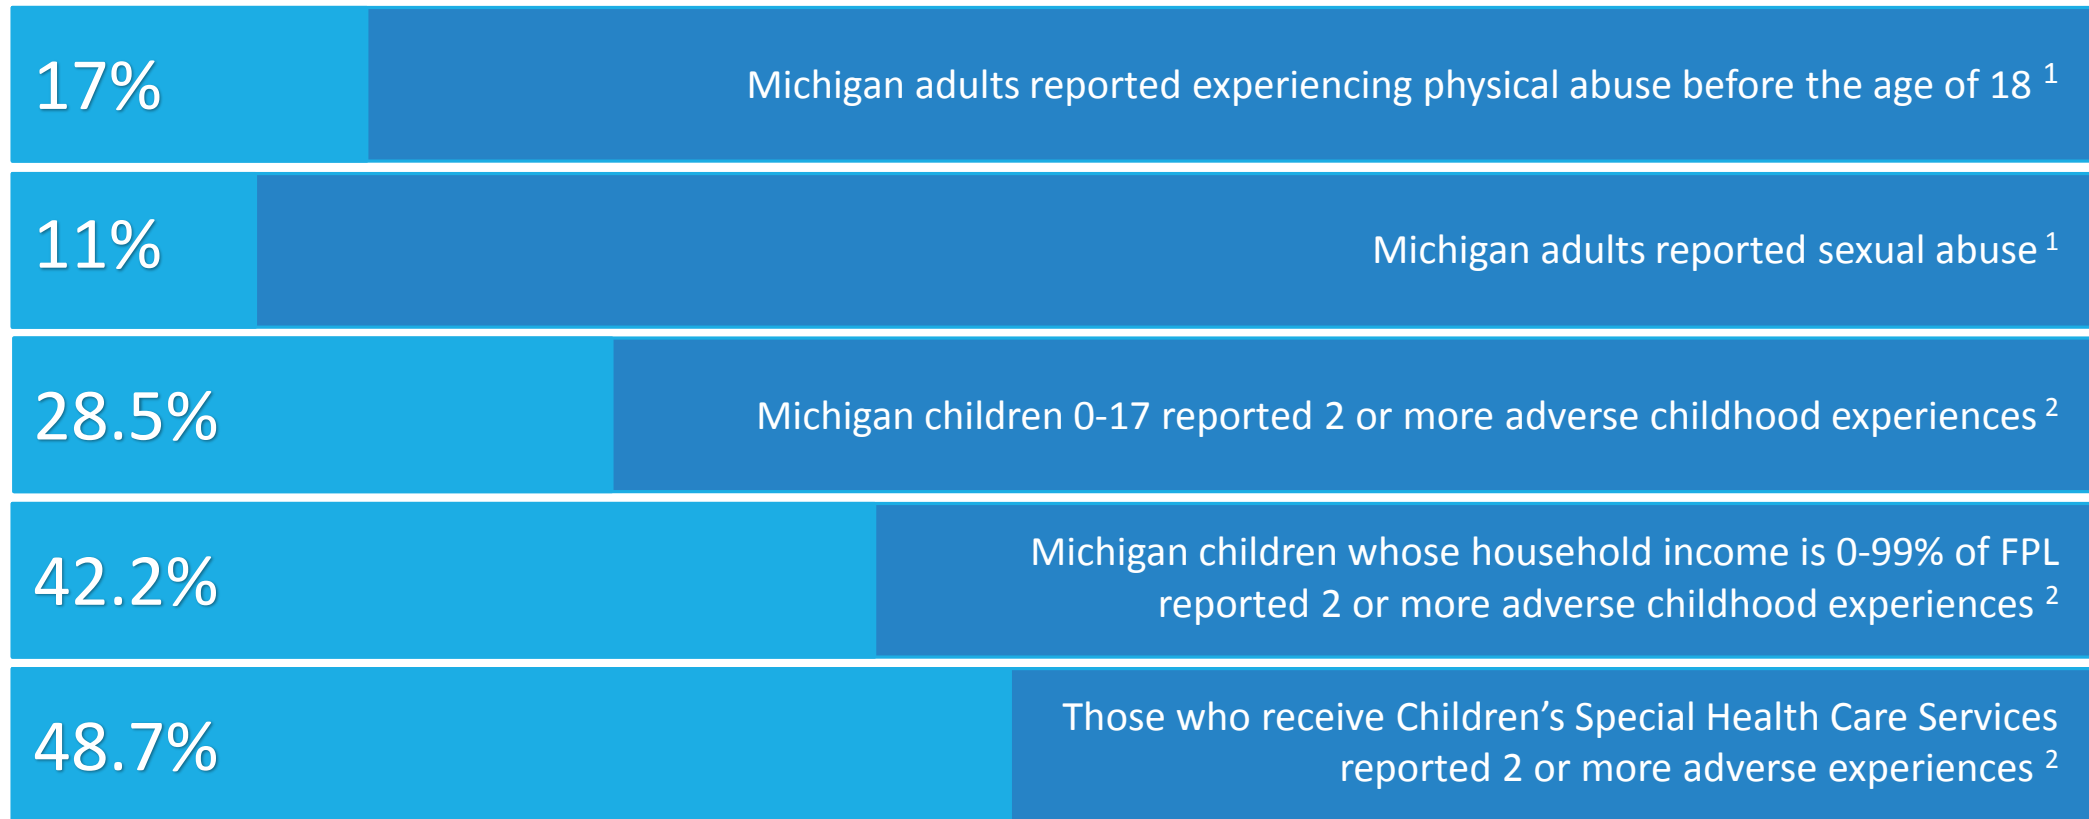 17%
Michigan adults reported experiencing physical abuse before the age of 18 1
11%
Michigan adults reported sexual abuse 1
28.5%
Michigan children 0-17 reported 2 or more adverse childhood experiences 2
42.2%
Michigan children whose household income is 0-99% of FPL
reported 2 or more adverse childhood experiences 2
48.7%
Those who receive Children’s Special Health Care Services
reported 2 or more adverse experiences 2